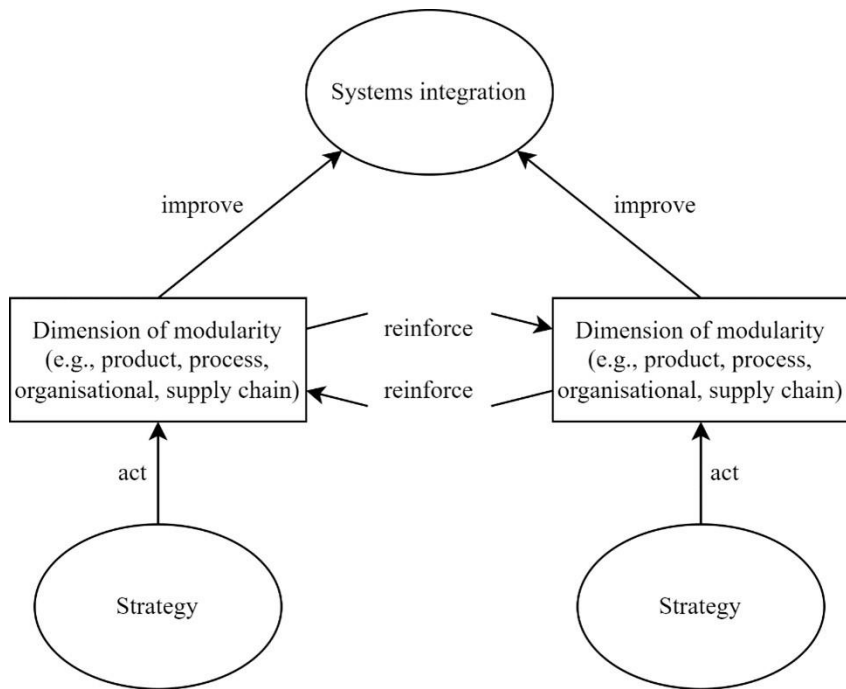 Systems integration
improve
improve
Dimension of modularity
(e.g., product, process,
organisational, supply chain)
reinforce
reinforce
Dimension of modularity
(e.g., product, process,
organisational, supply chain)
act
act
Strategy
Strategy